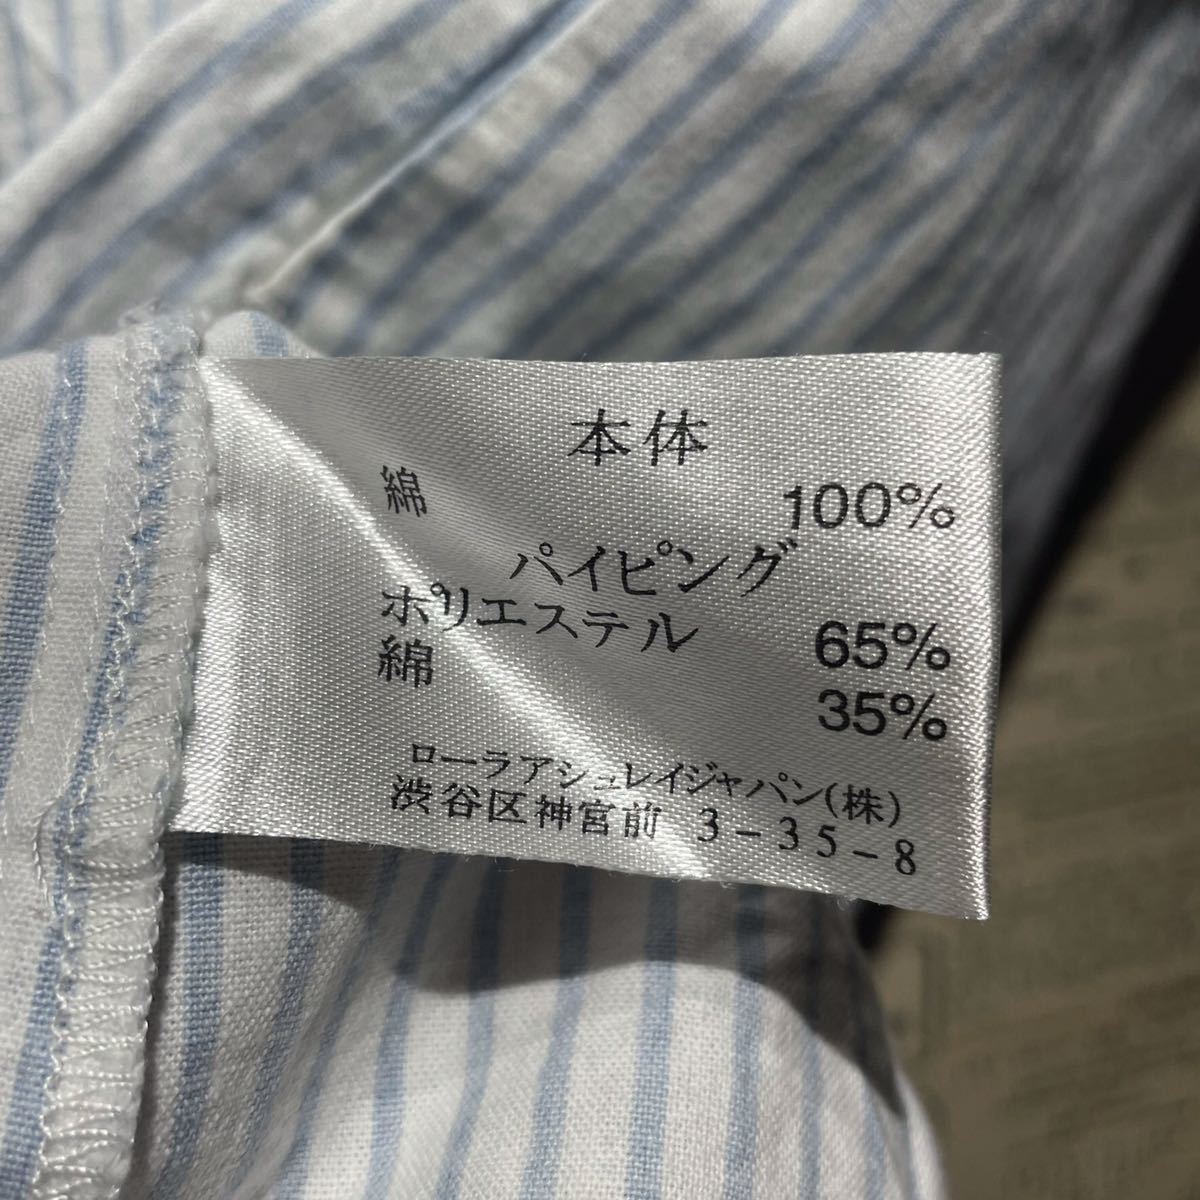 本体
綿 100%
パイピング
ポリエステル 65%
綿 35%
ローラアシュレイジャパン(株)
渋谷区神宮前 3-35-8